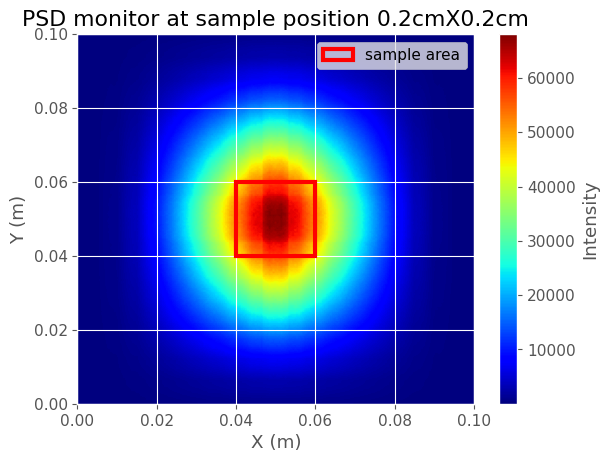 PSD monitor at sample position 0.2cmX0.2cm
sample area
0.10
0.08
0.06
0.04
0.02
0.00
Y (m)
0.00 0.02 0.04 0.06 0.08 0.10
X (m)
60000
50000
40000
30000
20000
10000
Intensity